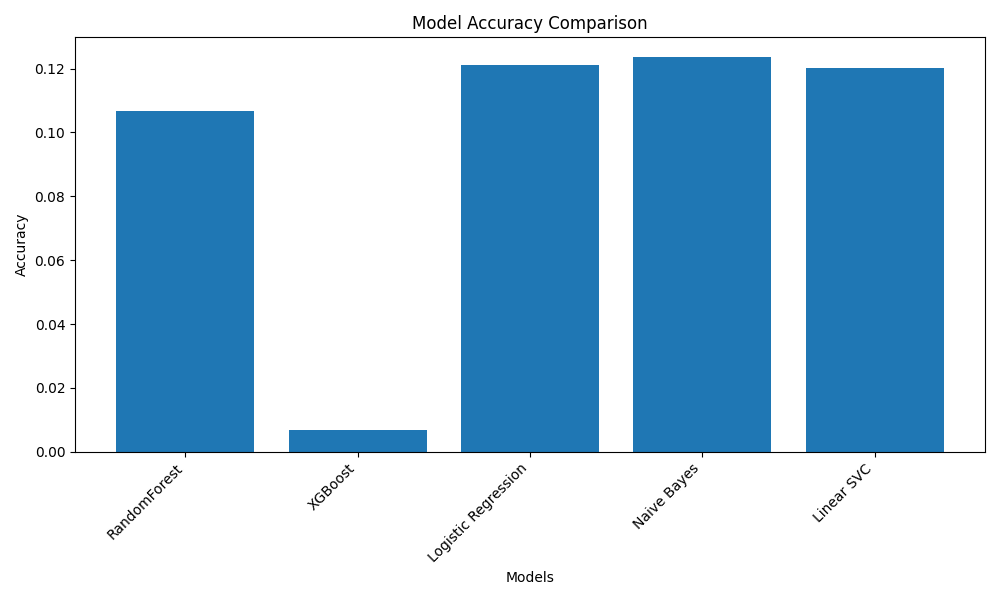 Model Accuracy Comparison
Accuracy
0.12
0.10
0.08
0.06
0.04
0.02
0.00
RandomForest
XGBoost
Logistic Regression
Naive Bayes
Linear SVC
Models